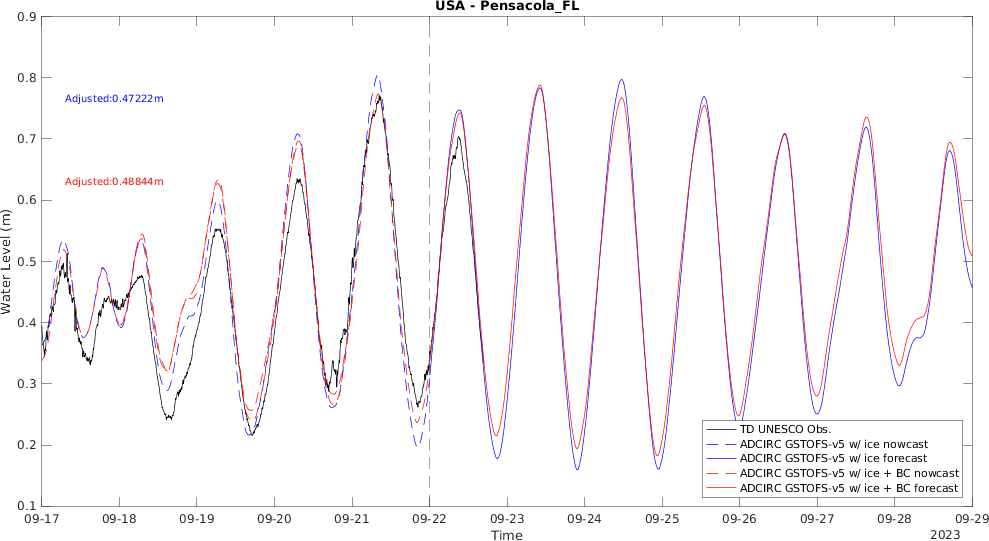 USA - Pensacola_FL
0.9
0.8
0.7
0.6
0.5
0.4
0.3
0.2
0.1
Water Level (m)
Adjusted:0.47222m
Adjusted:0.48844m
TD UNESCO Obs.
ADCIRC GSTOFS-v5 w/ ice nowcast
ADCIRC GSTOFS-v5 w/ ice forecast
ADCIRC GSTOFS-v5 w/ ice + BC nowcast
ADCIRC GSTOFS-v5 w/ ice + BC forecast
09-17 09-18 09-19 09-20 09-21 09-22 09-23 09-24 09-25 09-26 09-27 09-28 09-29
Time
2023